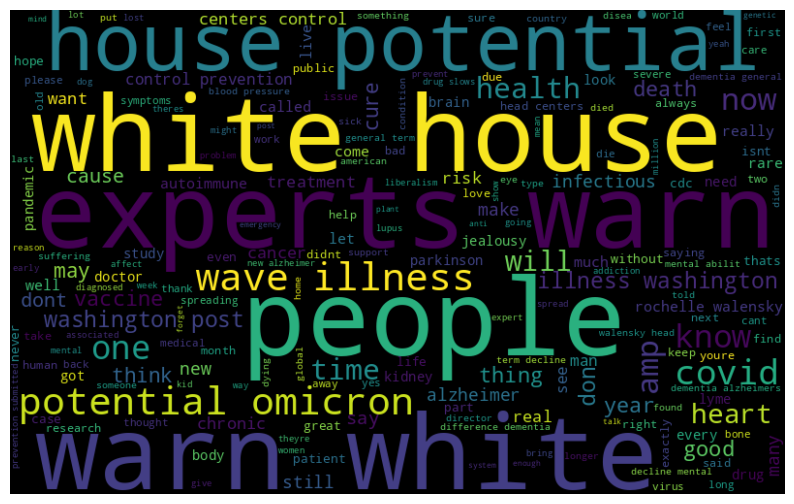 mind lot put lost centers control something sure country disea world genetic
house potential
hope please dog live public feel yeah first care
control prevention due look severe dementia general
blood pressure prevent drug slows health death now
old want symptoms theres issue cure brain head centers died always
called condition
white house
might post sick general term mean die really isnt rare
work come american bad million
last cause problem risk infectious cdc need two
pandemic autoimmune treatment liberalism love eye type show didn
experts warn
help plant lupus make anti going
emergency let jealousy
reason suffering study even cancer didnt support parkinson will much without saying thats
early may affect new alzheimer mental abilit
wave illness
well doctor diagnosed week thank home addiction illness washington
dont vaccine spreading forget people spread told rochelle walensky
take associated expert walensky head next cant
washington post
never one medical month dying global time life term decline man see amp keep youre know find
human back mental think new away yes kidney thing dont
prevention submitted someone kid way alzheimer dementia alzheimers covid
got
potential omicron
case chronic say part real year found lyme heart
research thought great director difference dementia right every bone many
warn white
body theyre women talk exactly good
still patient bring longer said decline mental drug
give system enough virus long